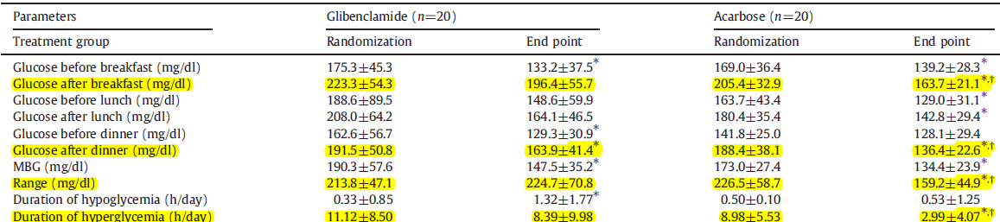 Parameters Glibenclamide (n=20) Acarbose (n=20)
Treatment group Randomization End point Randomization End point
Glucose before breakfast (mg/dl) 175.3±45.3 133.2±37.5* 169.0±36.4 139.2±28.3*
Glucose after breakfast (mg/dl) 223.3±54.3 196.4±55.7 205.4±32.9 163.7±21.1*,†
Glucose before lunch (mg/dl) 188.6±89.5 148.6±59.9 163.7±43.4 129.0±31.1*
Glucose after lunch (mg/dl) 208.0±64.2 164.1±46.5 180.4±35.4 142.8±29.4*
Glucose before dinner (mg/dl) 162.6±56.7 129.3±30.9* 141.8±25.0 128.1±29.4
Glucose after dinner (mg/dl) 191.5±50.8 163.9±41.4* 188.4±38.1 136.4±22.6*,†
MBG (mg/dl) 190.3±57.6 147.5±35.2* 173.0±27.4 134.4±23.9*
Range (mg/dl) 213.8±47.1 224.7±70.8 226.5±58.7 159.2±44.9*,†
Duration of hypoglycemia (h/day) 0.33±0.85 1.32±1.77* 0.50±0.10 0.53±1.25
Duration of hyperglycemia (h/day) 11.12±8.50 8.39±9.98 8.98±5.53 2.99±4.07*,†